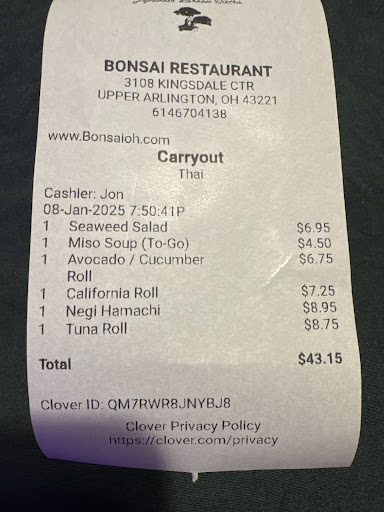 BONSAI RESTAURANT
3108 KINGSDALE CTR
UPPER ARLINGTON, OH 43221
6146704138
www.Bonsaioh.com
Carryout
Thai
Cashier: Jon
08-Jan-2025 7:50:41P
1 Seaweed Salad $6.95
1 Miso Soup (To-Go) $4.50
1 Avocado / Cucumber $6.75
Roll
1 California Roll $7.25
1 Negi Hamachi $8.95
1 Tuna Roll $8.75
Total $43.15
Clover ID: QM7RWR8JNYBJ8
Clover Privacy Policy
https://clover.com/privacy